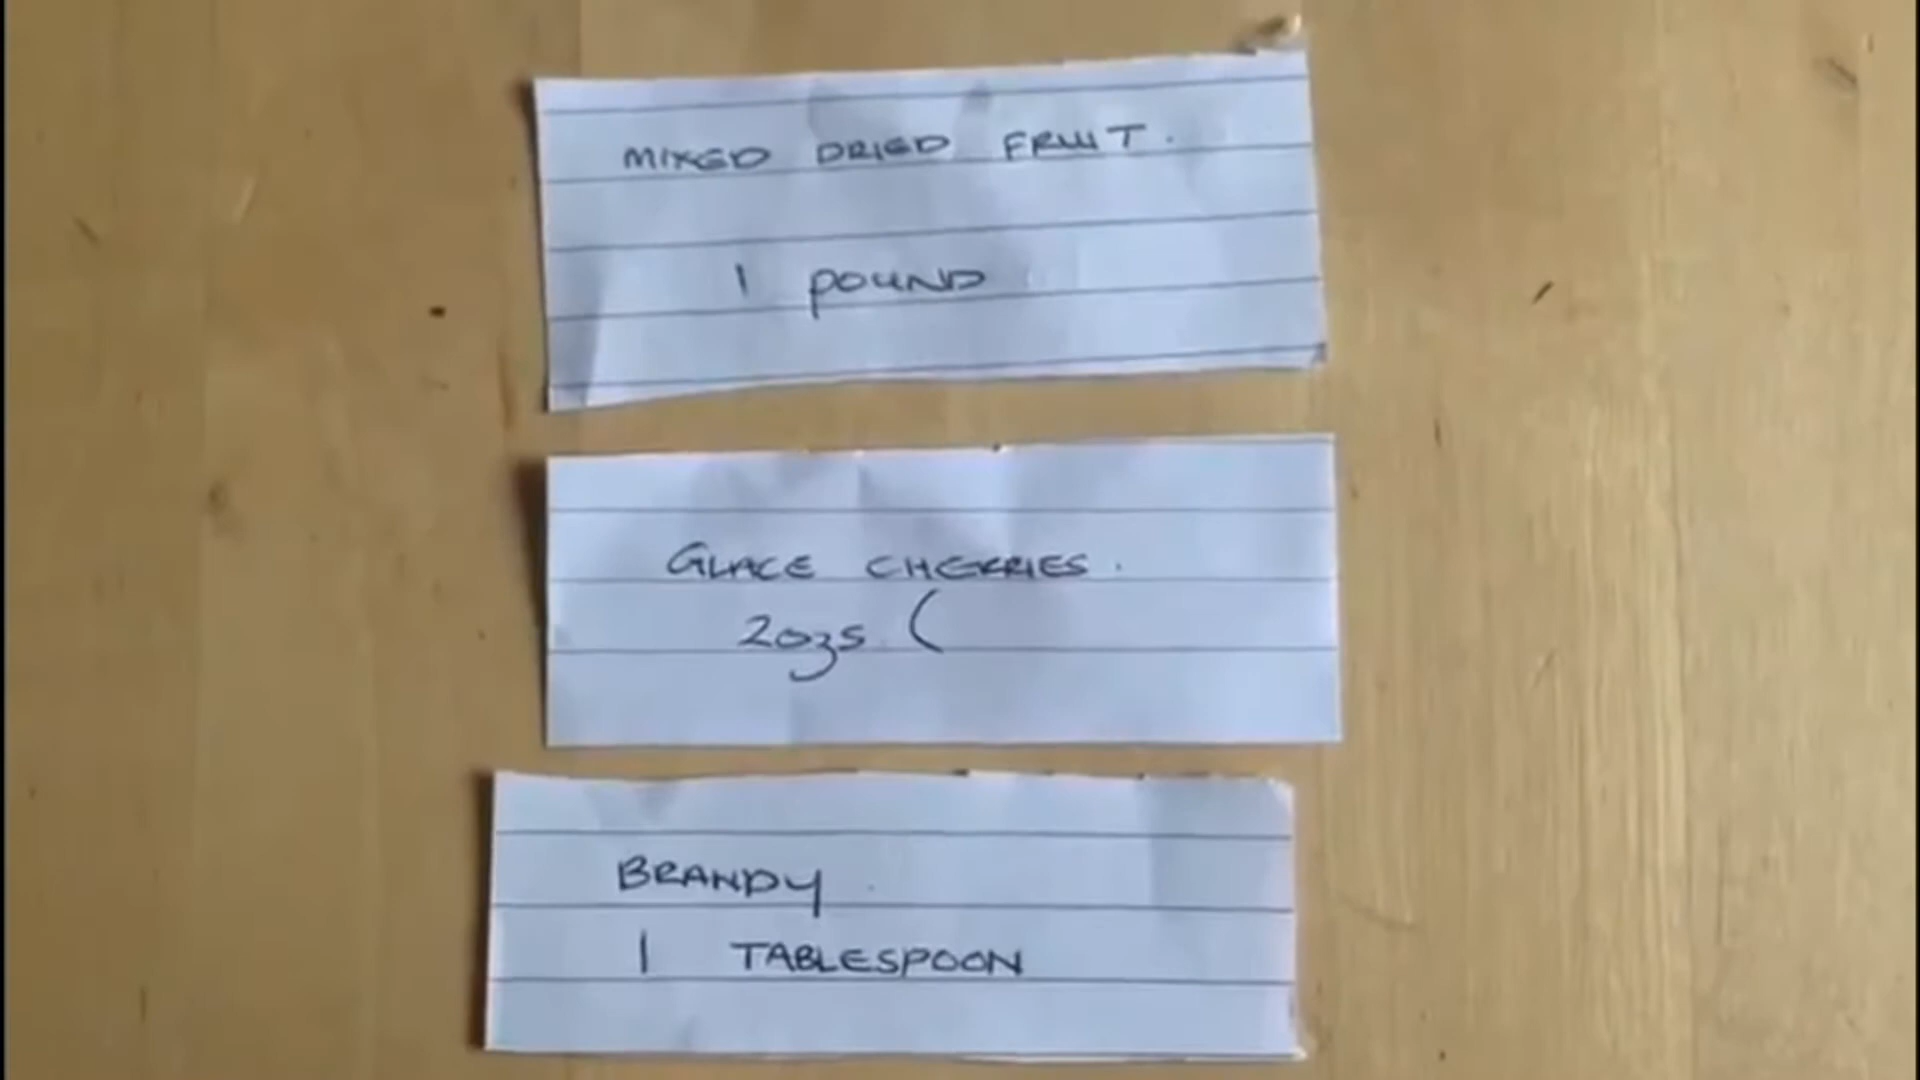 MIXED DRIED FRUIT.
1 POUND
GLACE CHERRIES.
2ozs (
BRANDY
1 TABLESPOON